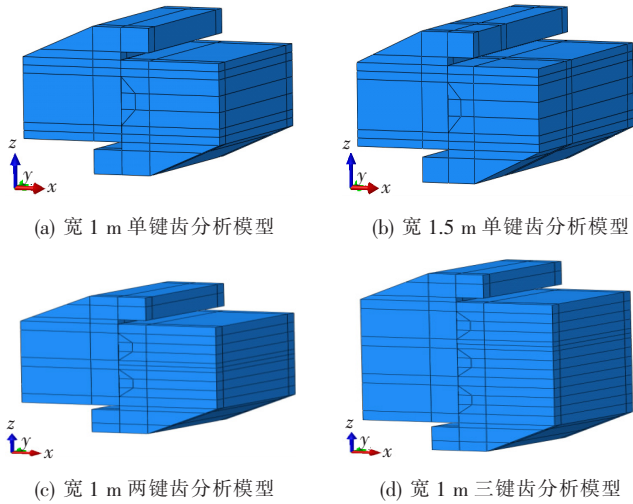 z
y
x
z
y
x
(a) 宽 1 m 单键齿分析模型
(b) 宽 1.5 m 单键齿分析模型
z
y
x
z
y
x
(c) 宽 1 m 两键齿分析模型
(d) 宽 1 m 三键齿分析模型